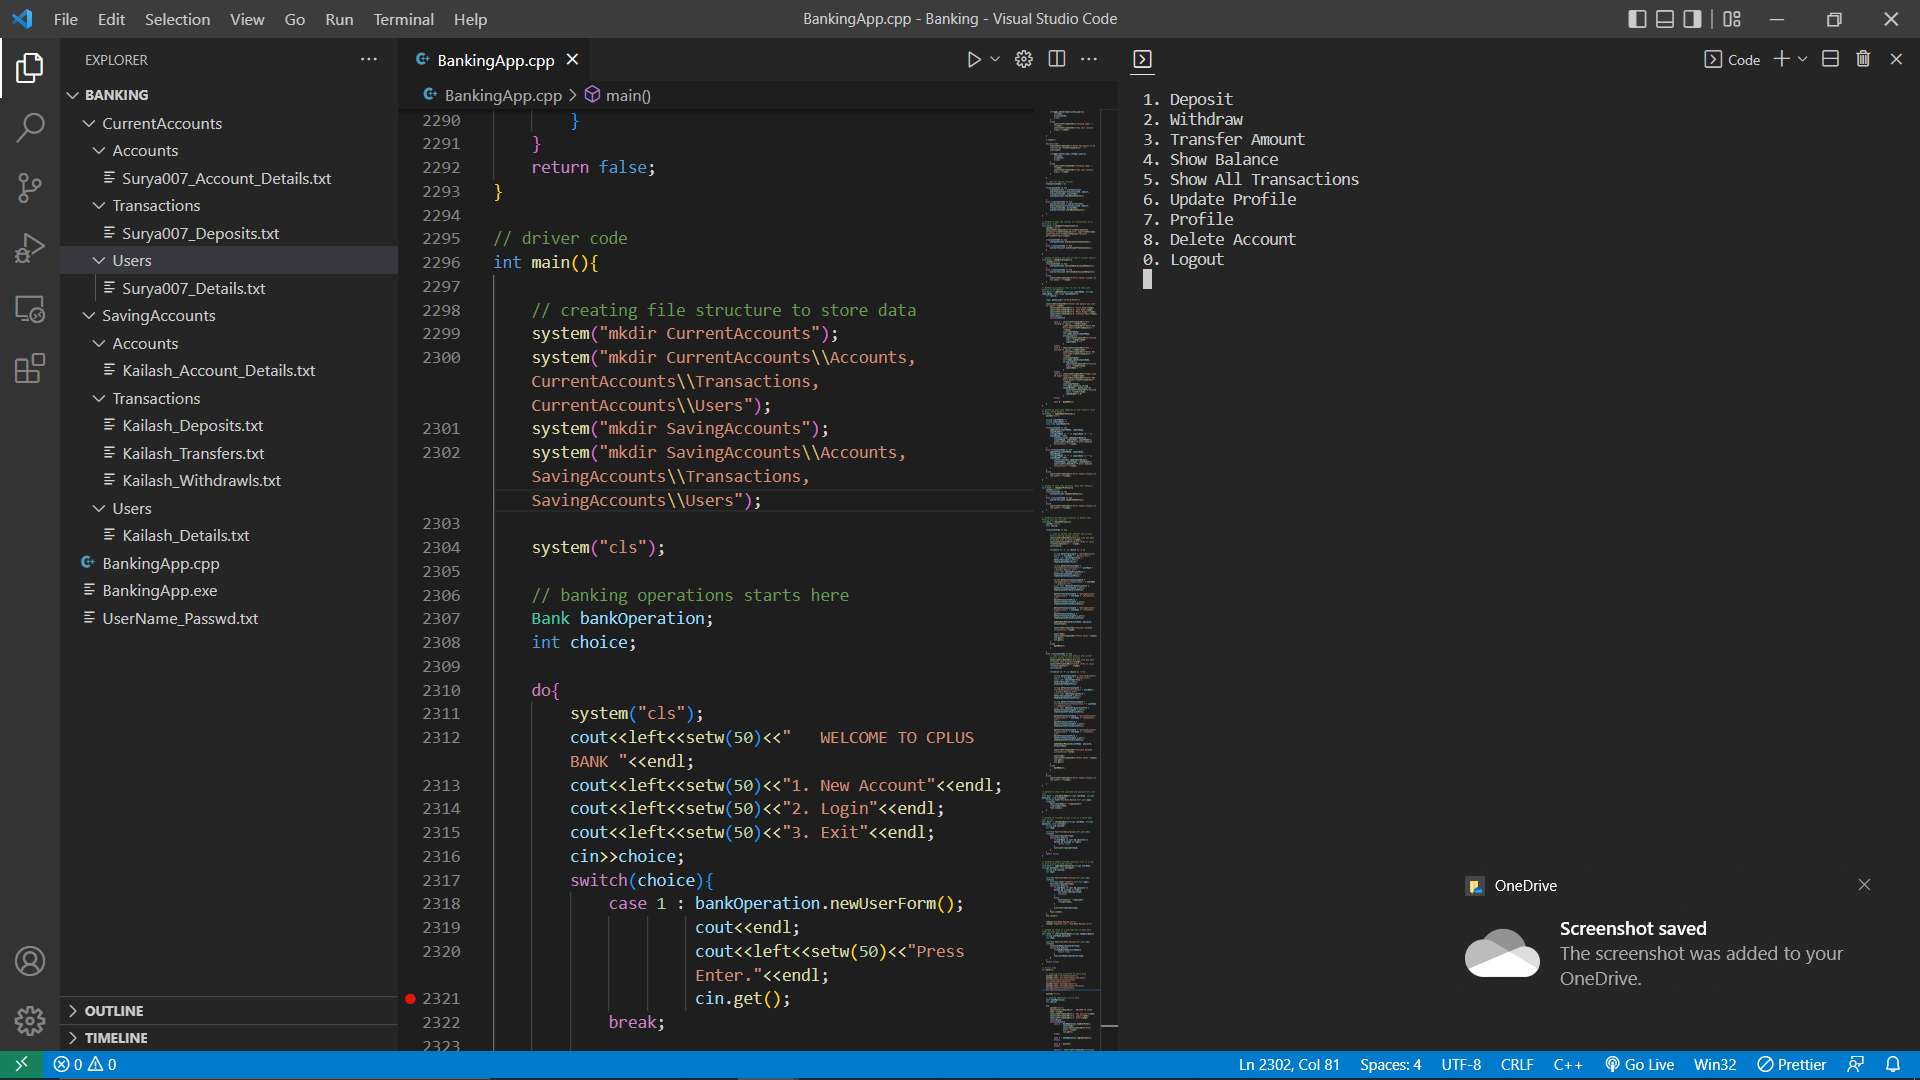 File Edit Selection View Go Run Terminal Help
BankingApp.cpp - Banking - Visual Studio Code
EXPLORER
BANKING
CurrentAccounts
Accounts
Surya007_Account_Details.txt
Transactions
Surya007_Deposits.txt
Users
Surya007_Details.txt
SavingAccounts
Accounts
Kailash_Account_Details.txt
Transactions
Kailash_Deposits.txt
Kailash_Transfers.txt
Kailash_Withdrawls.txt
Users
Kailash_Details.txt
BankingApp.cpp
BankingApp.exe
UserName_Passwd.txt
OUTLINE
TIMELINE
BankingApp.cpp
BankingApp.cpp > main()
2290 }
2291 }
2292 return false;
2293 }
2294
2295 // driver code
2296 int main(){
2297
2298 // creating file structure to store data
2299 system("mkdir CurrentAccounts");
2300 system("mkdir CurrentAccounts\\Accounts,
CurrentAccounts\\Transactions,
CurrentAccounts\\Users");
2301 system("mkdir SavingAccounts");
2302 system("mkdir SavingAccounts\\Accounts,
SavingAccounts\\Transactions,
SavingAccounts\\Users");
2303
2304 system("cls");
2305
2306 // banking operations starts here
2307 Bank bankOperation;
2308 int choice;
2309
2310 do{
2311 system("cls");
2312 cout<<left<<setw(50)<<"   WELCOME TO CPLUS
BANK "<<endl;
2313 cout<<left<<setw(50)<<"1. New Account"<<endl;
2314 cout<<left<<setw(50)<<"2. Login"<<endl;
2315 cout<<left<<setw(50)<<"3. Exit"<<endl;
2316 cin>>choice;
2317 switch(choice){
2318 case 1 : bankOperation.newUserForm();
2319 cout<<endl;
2320 cout<<left<<setw(50)<<"Press
Enter."<<endl;
2321 cin.get();
2322 break;
2323
Code
1. Deposit
2. Withdraw
3. Transfer Amount
4. Show Balance
5. Show All Transactions
6. Update Profile
7. Profile
8. Delete Account
0. Logout
OneDrive
Screenshot saved
The screenshot was added to your
OneDrive.
0 0
Ln 2302, Col 81 Spaces: 4 UTF-8 CRLF C++ Go Live Win32 Prettier